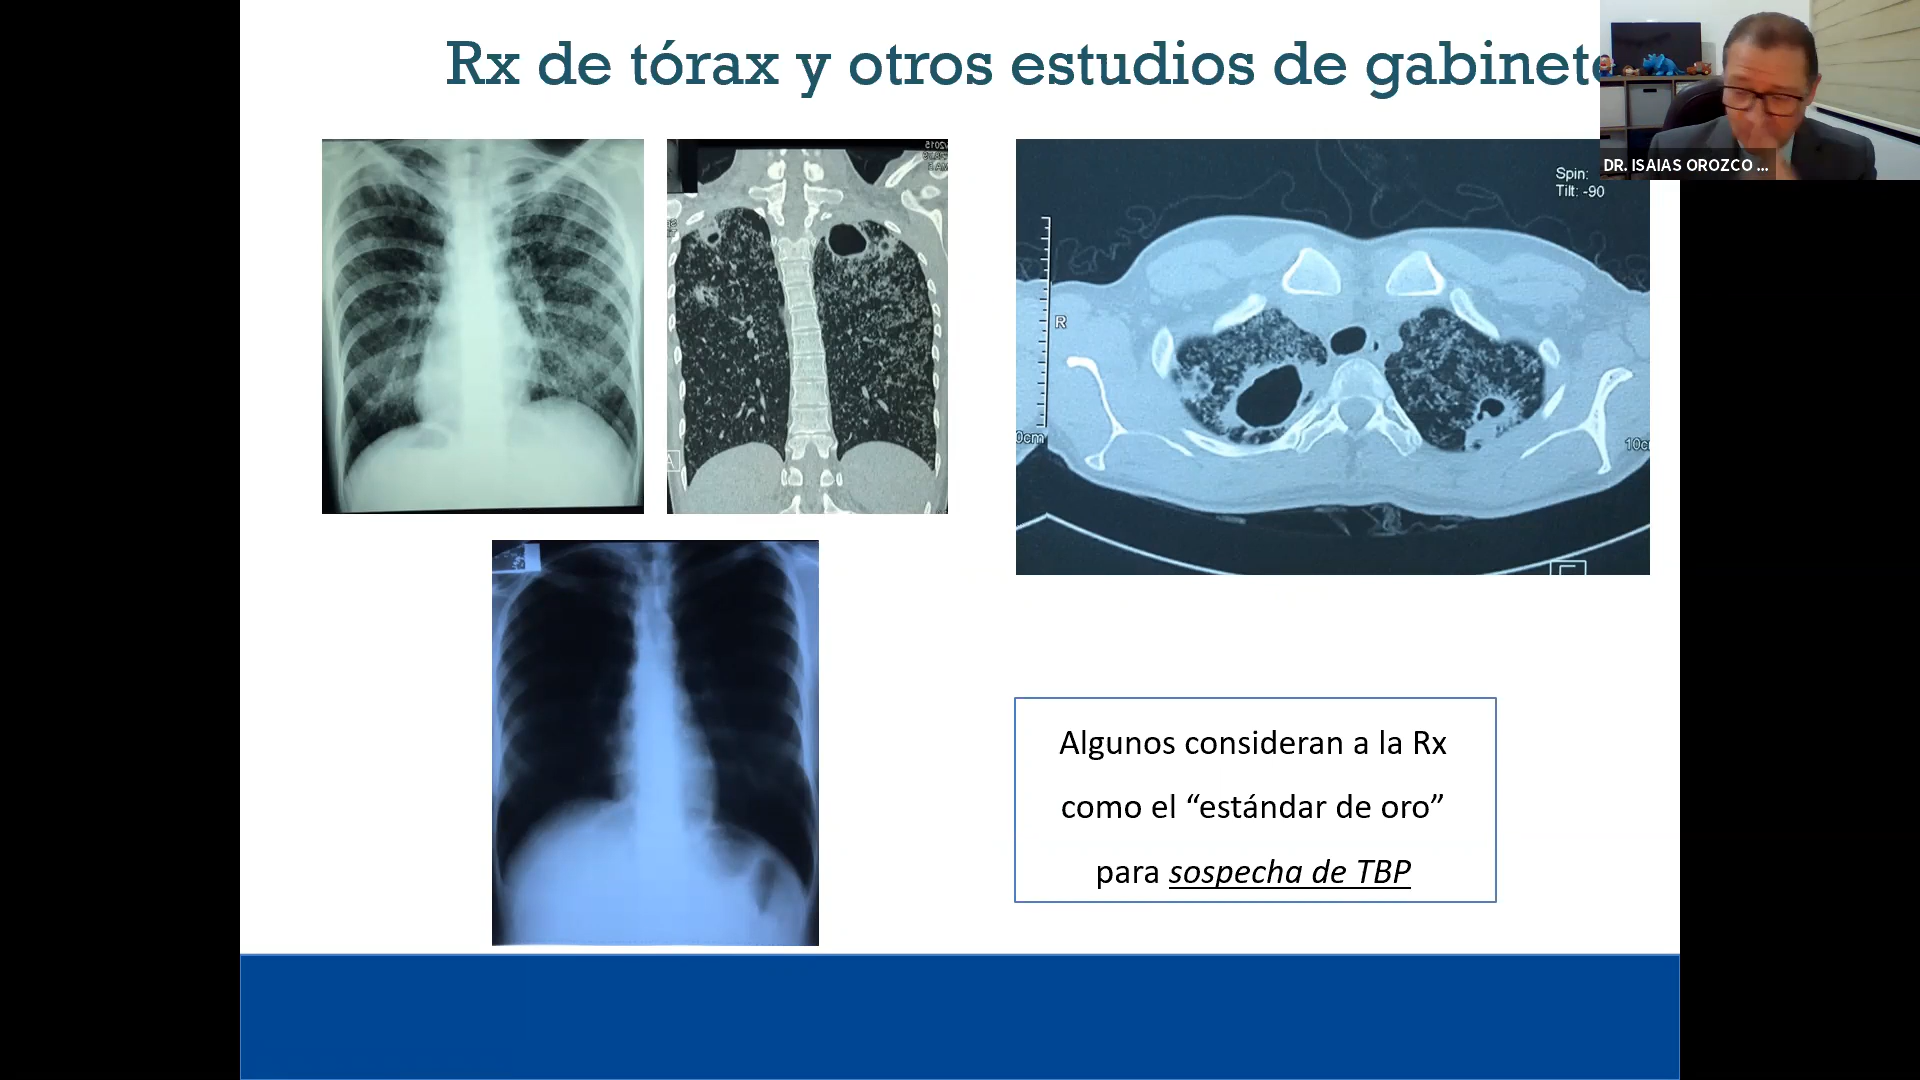 Rx de tórax y otros estudios de gabinete
DR. ISAIAS OROZCO ...
Spin:
Tilt: -90
R
0cm
10c
A
Algunos consideran a la Rx
como el “estándar de oro”
para sospecha de TBP